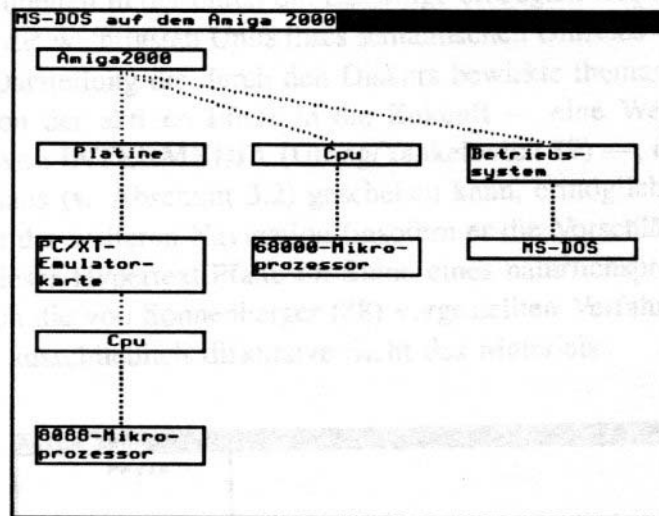 MS-DOS auf dem Amiga 2000
Amiga2000
Platine
Cpu
Betriebs-
system
PC/XT-
Emulator-
karte
68000-Mikro-
prozessor
MS-DOS
Cpu
8088-Mikro-
prozessor